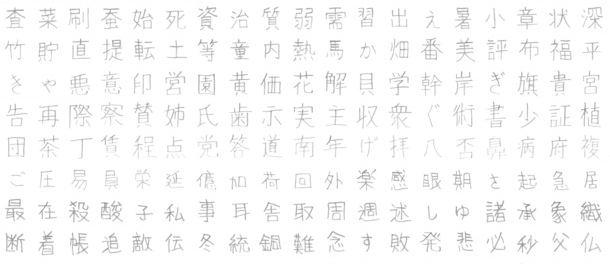 査菜刷蚕始死資治質弱需習出え暑小章状深
竹貯直提転土等童内熱馬か畑番美評布福平
きゃ悪意印営園黄価花解貝学幹岸ぎ旗貴宮
告再際察賛姉氏歯示実主収衆ぐ術書少証植
団茶丁賃程点党答道南年げ拝八否鼻病府複
ご圧易員栄延億加荷回外楽感眼期を起急居
最在殺酸子私事耳舎取周週述しゆ諸承象織
断着帳追敵伝冬統銅難念す敗発悲必秒父仏